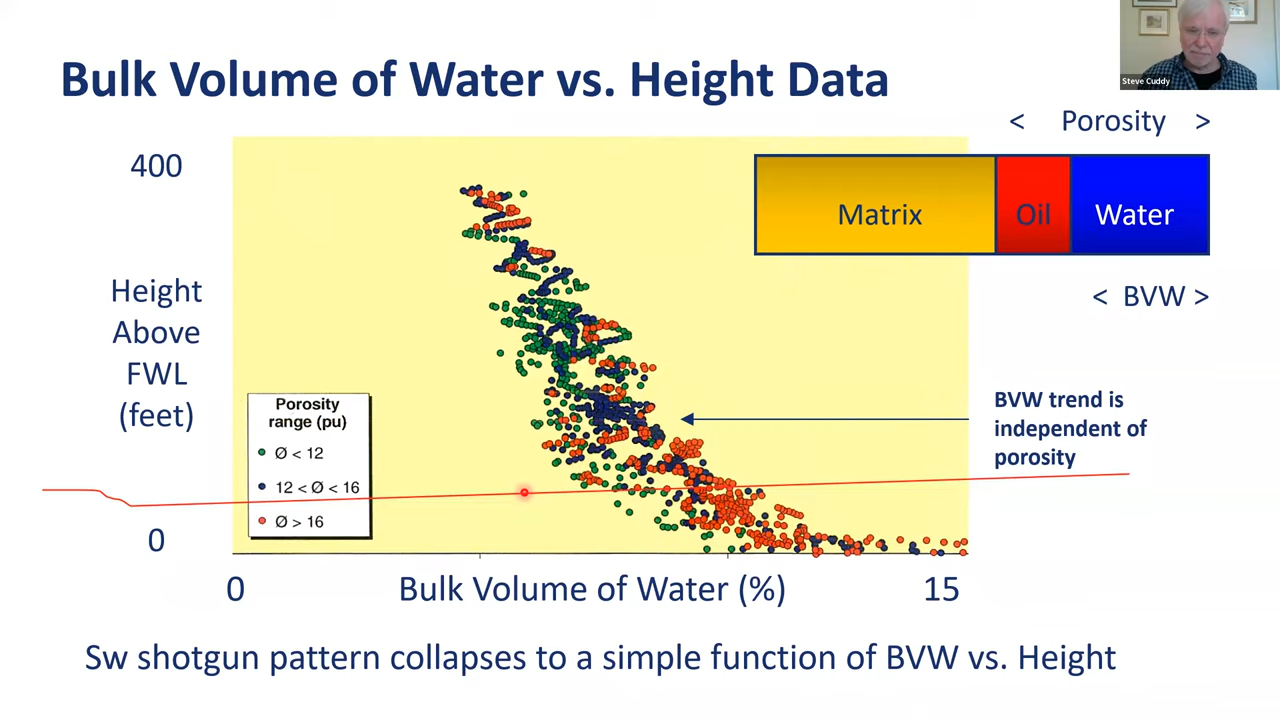 Bulk Volume of Water vs. Height Data
Steve Cuddy
< Porosity >
400
Matrix
Oil
Water
< BVW >
Height
Above
FWL
(feet)
Porosity
range (pu)
Ø < 12
12 < Ø < 16
Ø > 16
BVW trend is
independent of
porosity
0
0
Bulk Volume of Water (%)
15
Sw shotgun pattern collapses to a simple function of BVW vs. Height